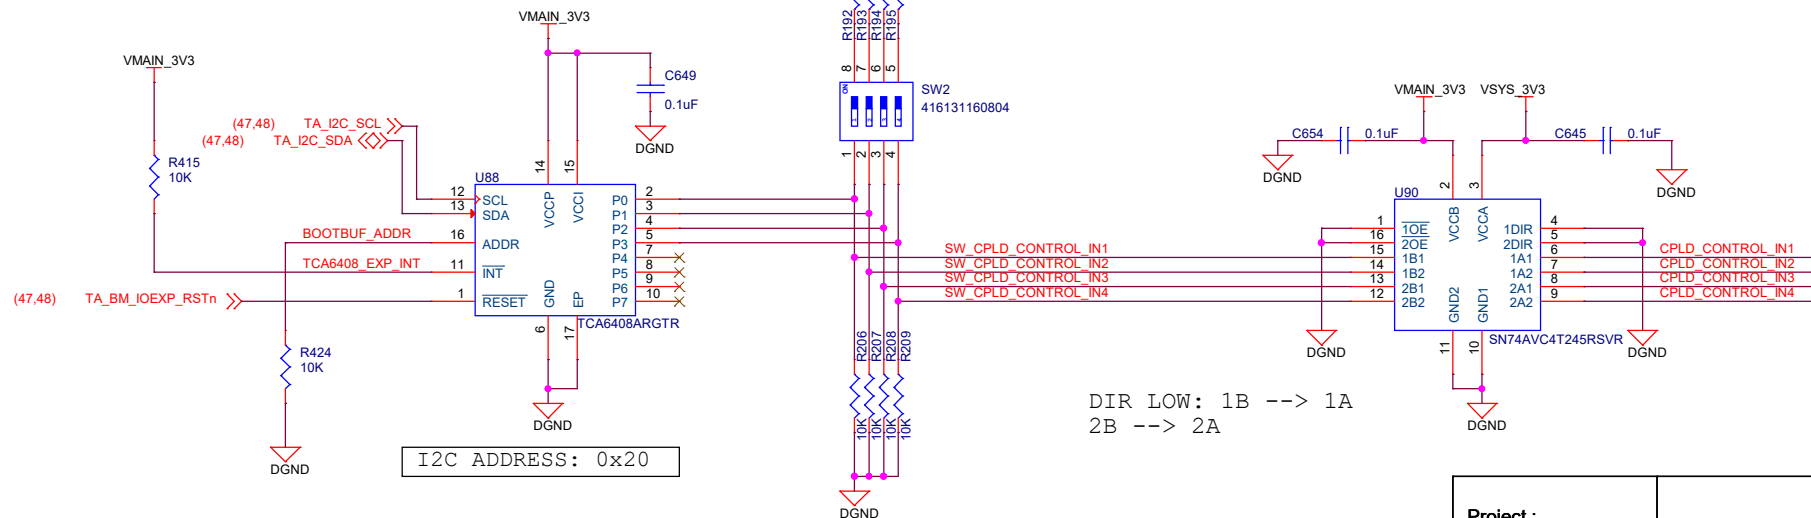 VMAIN_3V3
VMAIN_3V3
C649
0.1uF
DGND
(47,48) TA_I2C_SCL
(47,48) TA_I2C_SDA
R415
10K
U88
14
15
12 SCL
13 SDA
16 ADDR
11 INT
1 RESET
VCCP
VCCI
GND
EP
P0 2
P1 3
P2 4
P3 5
P4 7
P5 8
P6 9
P7 10
BOOTBUF_ADDR
TCA6408_EXP_INT
(47,48) TA_BM_IOEXP_RSTn
6
17
TCA6408ARGTR
R424
10K
DGND
DGND
I2C ADDRESS: 0x20
R192
R193
R194
R195
8
7
6
5
ON
1
2
3
4
SW2
416131160804
1
2
3
4
SW_CPLD_CONTROL_IN1
SW_CPLD_CONTROL_IN2
SW_CPLD_CONTROL_IN3
SW_CPLD_CONTROL_IN4
R206
R207
R208
R209
10K
10K
10K
10K
DGND
VMAIN_3V3
VSYS_3V3
C654
0.1uF
C645
0.1uF
DGND
DGND
2
3
U90
1 1OE
16 2OE
15 1B1
14 1B2
13 2B1
12 2B2
VCCB
VCCA
GND2
GND1
1DIR 4
2DIR 5
1A1 6
1A2 7
2A1 8
2A2 9
CPLD_CONTROL_IN1
CPLD_CONTROL_IN2
CPLD_CONTROL_IN3
CPLD_CONTROL_IN4
11
10
SN74AVC4T245RSVR
DGND
DGND
DGND
DIR LOW: 1B --> 1A
2B --> 2A
Project :